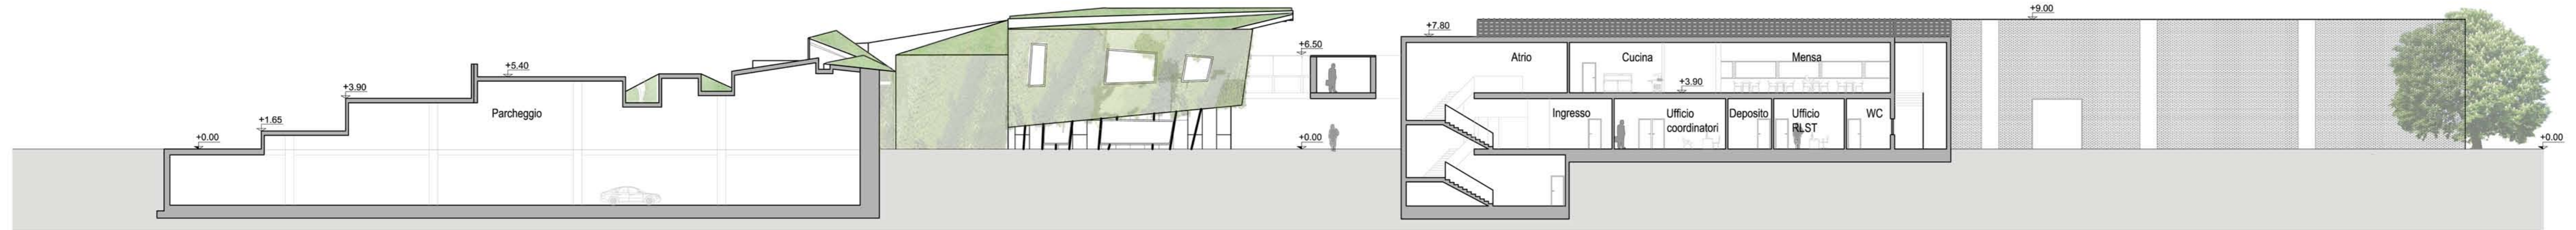 +0.00
+1.65
+3.90
+5.40
Parcheggio
+6.50
+0.00
+7.80
Atrio
Cucina
Mensa
+3.90
Ingresso
Ufficio
coordinatori
Deposito
Ufficio
RLST
WC
+9.00
+0.00